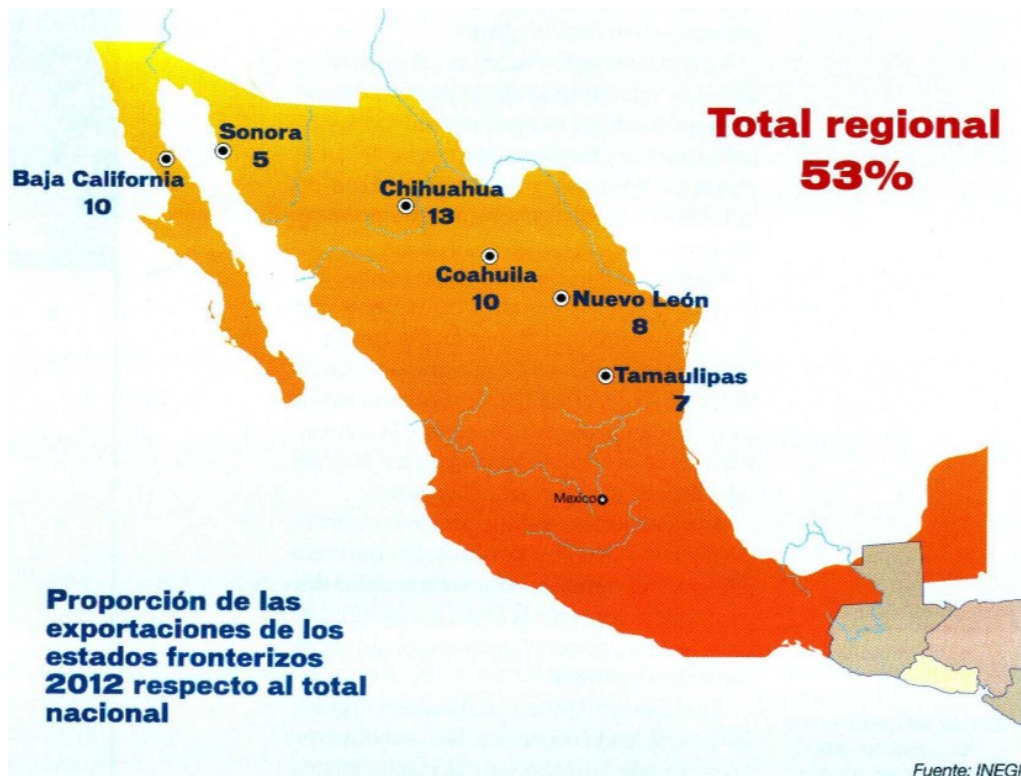 Total regional
53%
Sonora
5
Baja California
10
Chihuahua
13
Coahuila
10
Nuevo León
8
Tamaulipas
7
Mexico
Proporción de las
exportaciones de los
estados fronterizos
2012 respecto al total
nacional
Fuente: INEGI